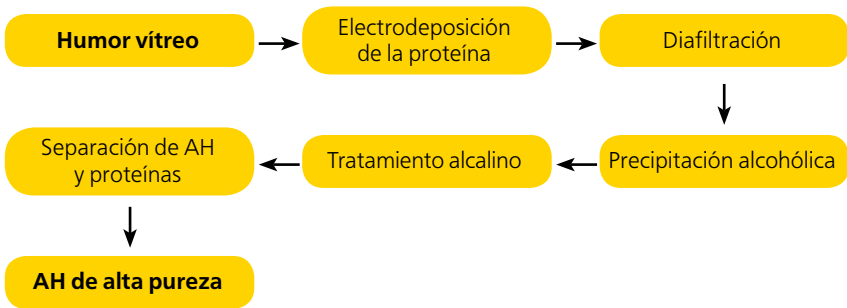 Humor vítreo
Electrodeposición
de la proteína
Diafiltración
Precipitación alcohólica
Tratamiento alcalino
Separación de AH
y proteínas
AH de alta pureza